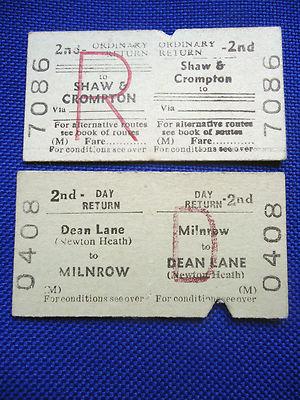 2nd - ORDINARY RETURN
to
SHAW & CROMPTON
Via
For alternative routes
see book of routes
(M) Fare
For conditions see over
7086
R
ORDINARY RETURN - 2nd
Shaw & Crompton
to
Via
For alternative routes
see book of routes
(M) Fare
For conditions see over
7086
2nd - DAY RETURN
Dean Lane
(Newton Heath)
to
MILNROW
(M)
For conditions see over
0408
D
DAY RETURN - 2nd
Milnrow
to
DEAN LANE
(Newton Heath)
(M)
For conditions see over
0408